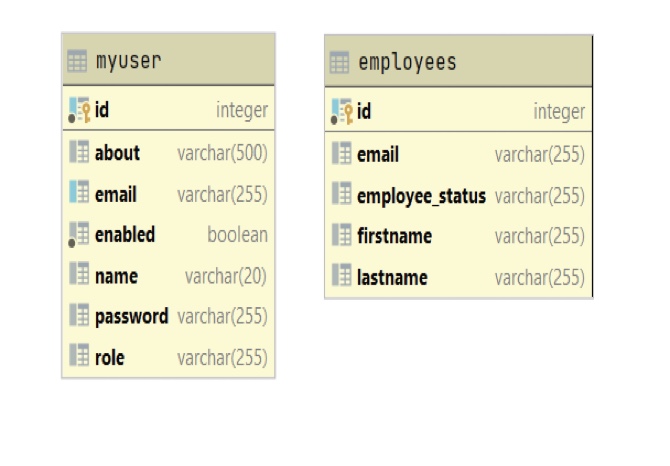 myuser
id integer
about varchar(500)
email varchar(255)
enabled boolean
name varchar(20)
password varchar(255)
role varchar(255)
employees
id integer
email varchar(255)
employee_status varchar(255)
firstname varchar(255)
lastname varchar(255)